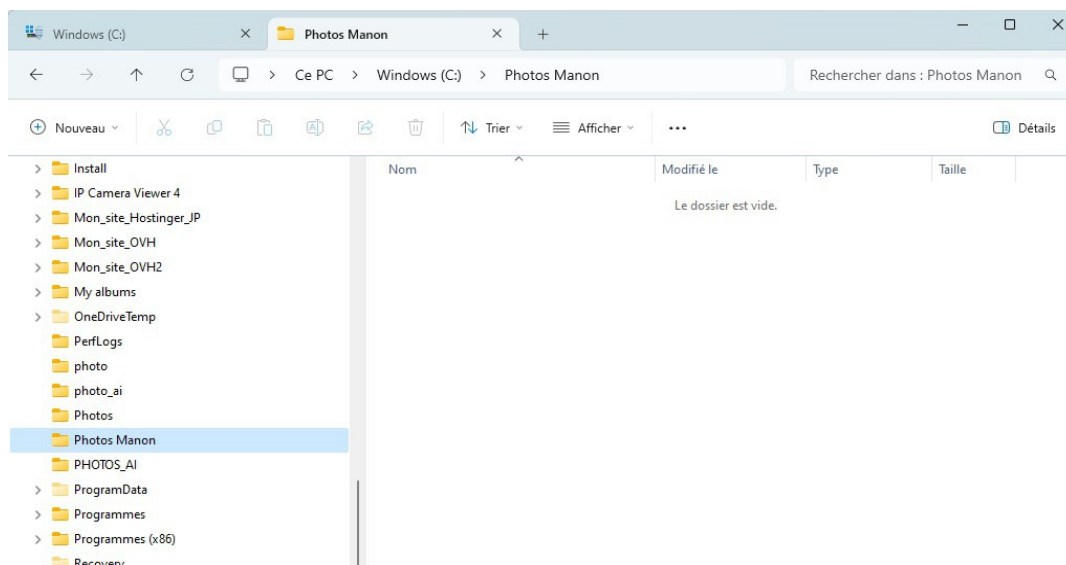 Windows (C:)
Photos Manon
Ce PC > Windows (C:) > Photos Manon
Rechercher dans : Photos Manon
Nouveau
Trier
Afficher
Détails
Install
IP Camera Viewer 4
Mon_site_Hostinger_JP
Mon_site_OVH
Mon_site_OVH2
My albums
OneDriveTemp
PerfLogs
photo
photo_ai
Photos
Photos Manon
PHOTOS_AI
ProgramData
Programmes
Programmes (x86)
Recovery
Nom
Modifié le
Type
Taille
Le dossier est vide.